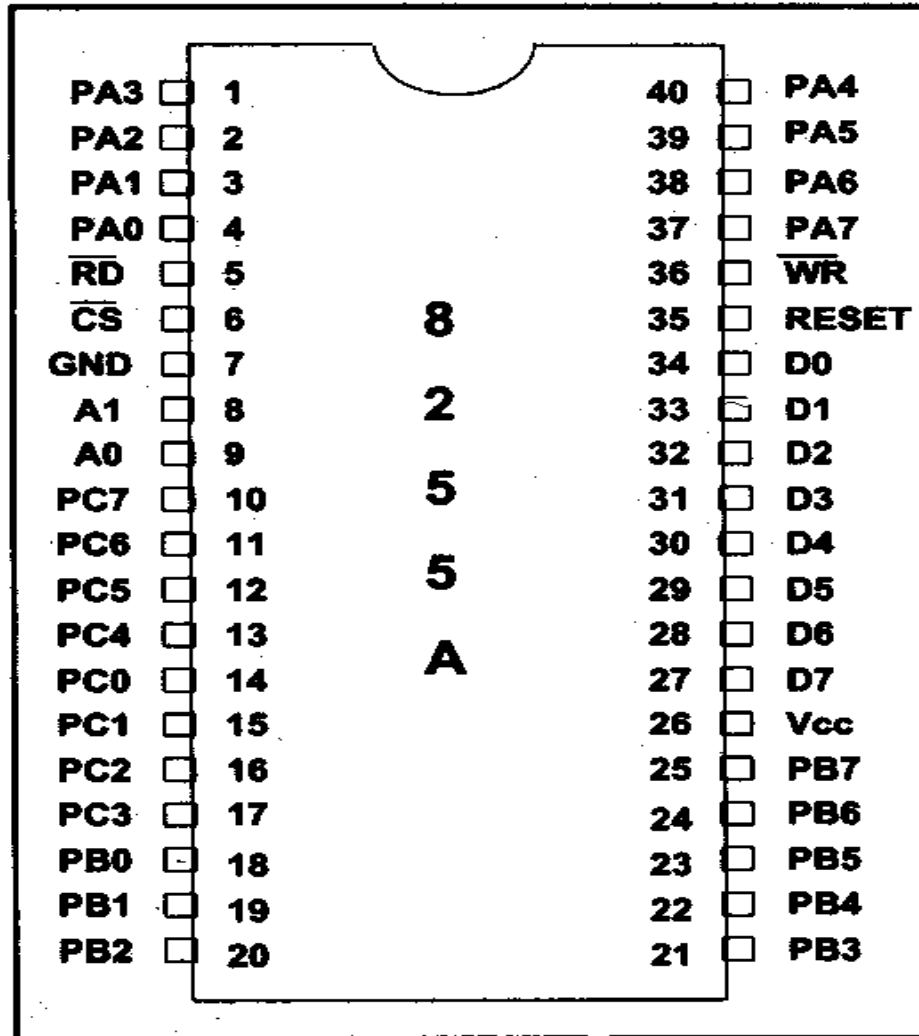 PA3 1 40 PA4
PA2 2 39 PA5
PA1 3 38 PA6
PA0 4 37 PA7
R̅D̅ 5 36 W̅R̅
C̅S̅ 6 8 35 RESET
GND 7 34 D0
A1 8 2 33 D1
A0 9 32 D2
PC7 10 5 31 D3
PC6 11 30 D4
PC5 12 5 29 D5
PC4 13 28 D6
PC0 14 A 27 D7
PC1 15 26 Vcc
PC2 16 25 PB7
PC3 17 24 PB6
PB0 18 23 PB5
PB1 19 22 PB4
PB2 20 21 PB3